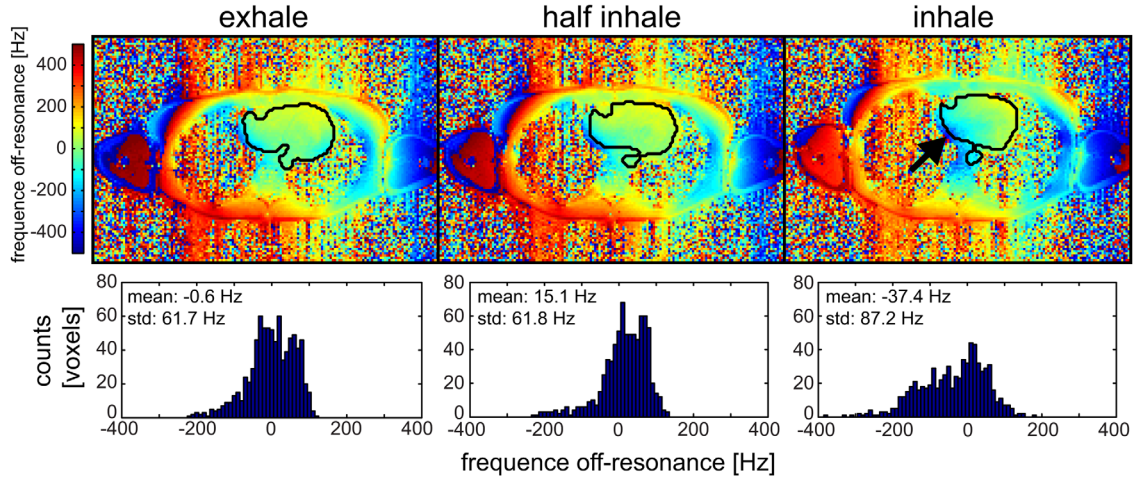 exhale half inhale inhale
frequence off-resonance [Hz]
400
200
0
-200
-400
80
60
40
20
0
counts
[voxels]
mean: -0.6 Hz
std: 61.7 Hz
-400 -200 0 200 400
80
60
40
20
0
mean: 15.1 Hz
std: 61.8 Hz
-400 -200 0 200 400
80
60
40
20
0
mean: -37.4 Hz
std: 87.2 Hz
-400 -200 0 200 400
frequence off-resonance [Hz]